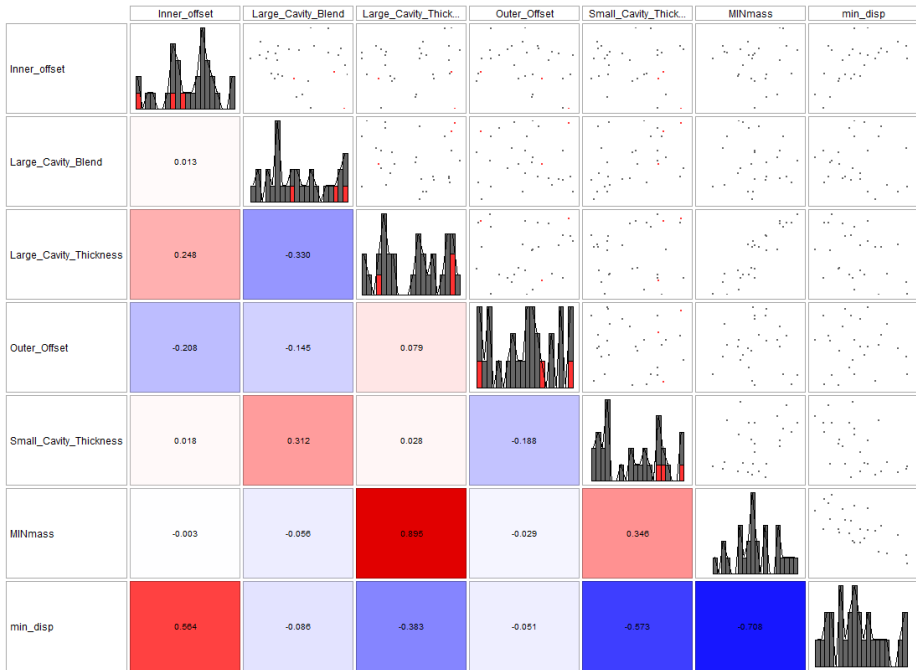 Inner_offset Large_Cavity_Blend Large_Cavity_Thick... Outer_Offset Small_Cavity_Thick... MINmass min_disp
Inner_offset
Large_Cavity_Blend 0.013
Large_Cavity_Thickness 0.248 -0.330
Outer_Offset -0.208 -0.145 0.079
Small_Cavity_Thickness 0.018 0.312 0.028 -0.188
MINmass -0.003 -0.056 0.895 -0.029 0.346
min_disp 0.564 -0.086 -0.383 -0.051 -0.573 -0.708